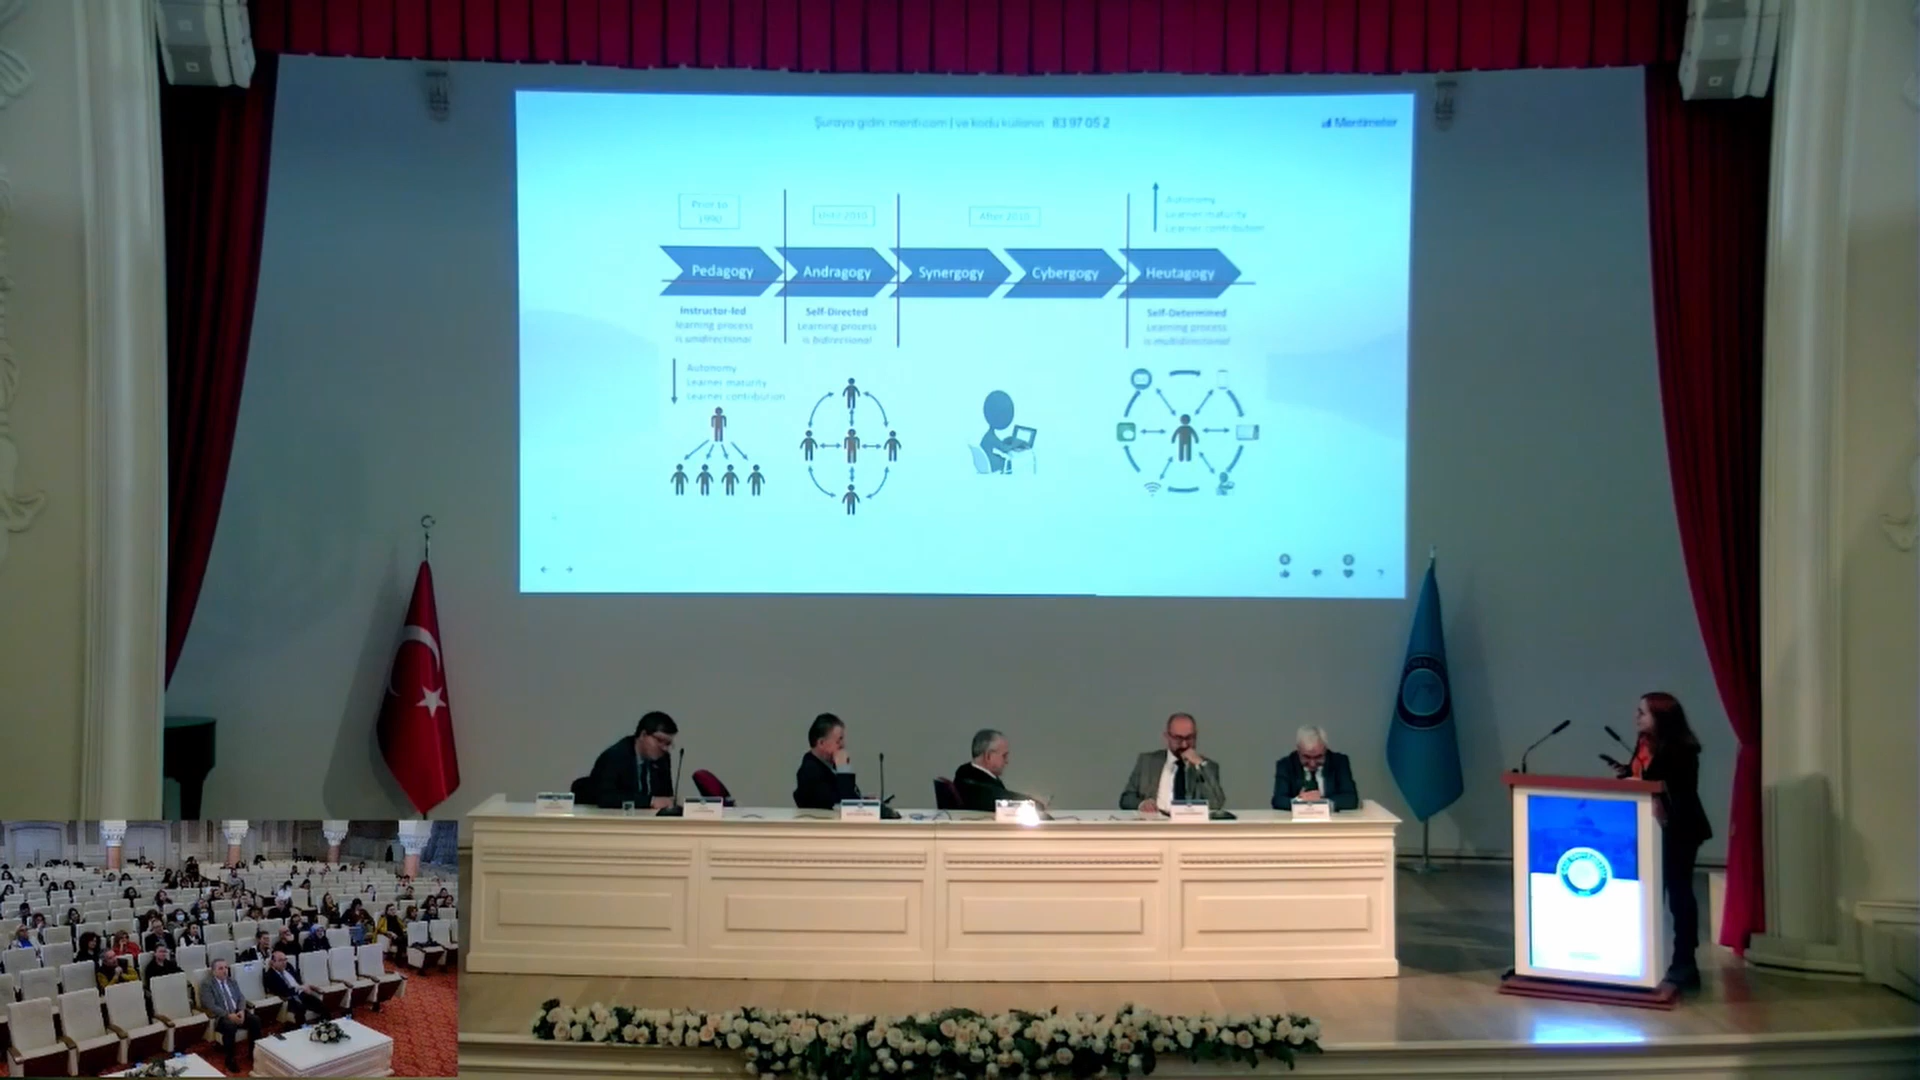 Şuraya gidin: menti.com | ve kodu kullanın 83 97 05 2
Mentimeter
Prior to
1990
Until 2010
After 2010
Autonomy
Learner maturity
Learner contribution
Pedagogy
Andragogy
Synergogy
Cybergogy
Heutagogy
Instructor-led
learning process
is unidirectional
Self-Directed
Learning process
is bidirectional
Self-Determined
Learning process
is multidirectional
Autonomy
Learner maturity
Learner contribution